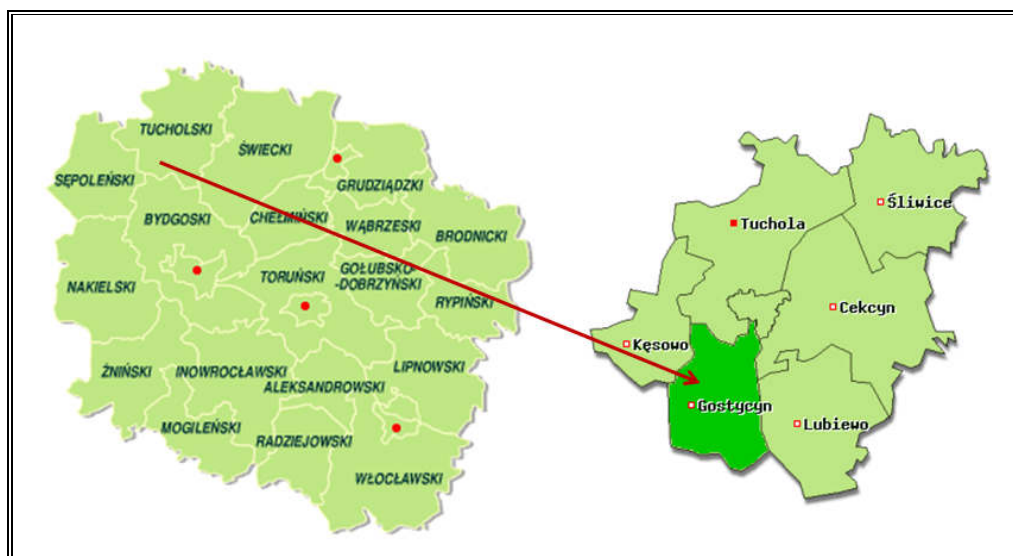 TUCHOLSKI
ŚWIECKI
SĘPOLEŃSKI
GRUDZIĄDZKI
BYDGOSKI
CHEŁMIŃSKI
WĄBRZESKI
BRODNICKI
NAKIELSKI
TORUŃSKI
GOŁUBSKO-
-DOBRZYŃSKI
RYPIŃSKI
ŻNIŃSKI
INOWROCŁAWSKI
ALEKSANDROWSKI
LIPNOWSKI
MOGILEŃSKI
RADZIEJOWSKI
WŁOCŁAWSKI
Śliwice
Tuchola
Cekcyn
Kęsowo
Gostycyn
Lubiewo